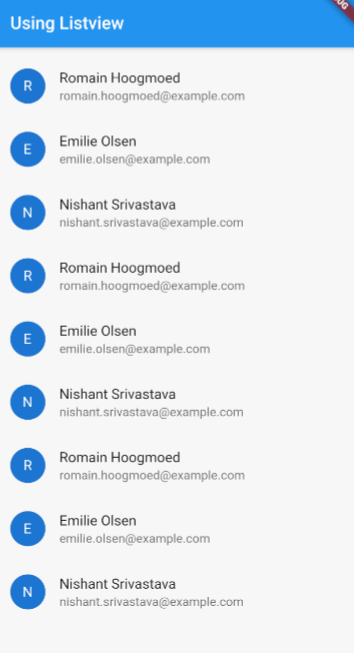 Using Listview
R
Romain Hoogmoed
romain.hoogmoed@example.com
E
Emilie Olsen
emilie.olsen@example.com
N
Nishant Srivastava
nishant.srivastava@example.com
R
Romain Hoogmoed
romain.hoogmoed@example.com
E
Emilie Olsen
emilie.olsen@example.com
N
Nishant Srivastava
nishant.srivastava@example.com
R
Romain Hoogmoed
romain.hoogmoed@example.com
E
Emilie Olsen
emilie.olsen@example.com
N
Nishant Srivastava
nishant.srivastava@example.com